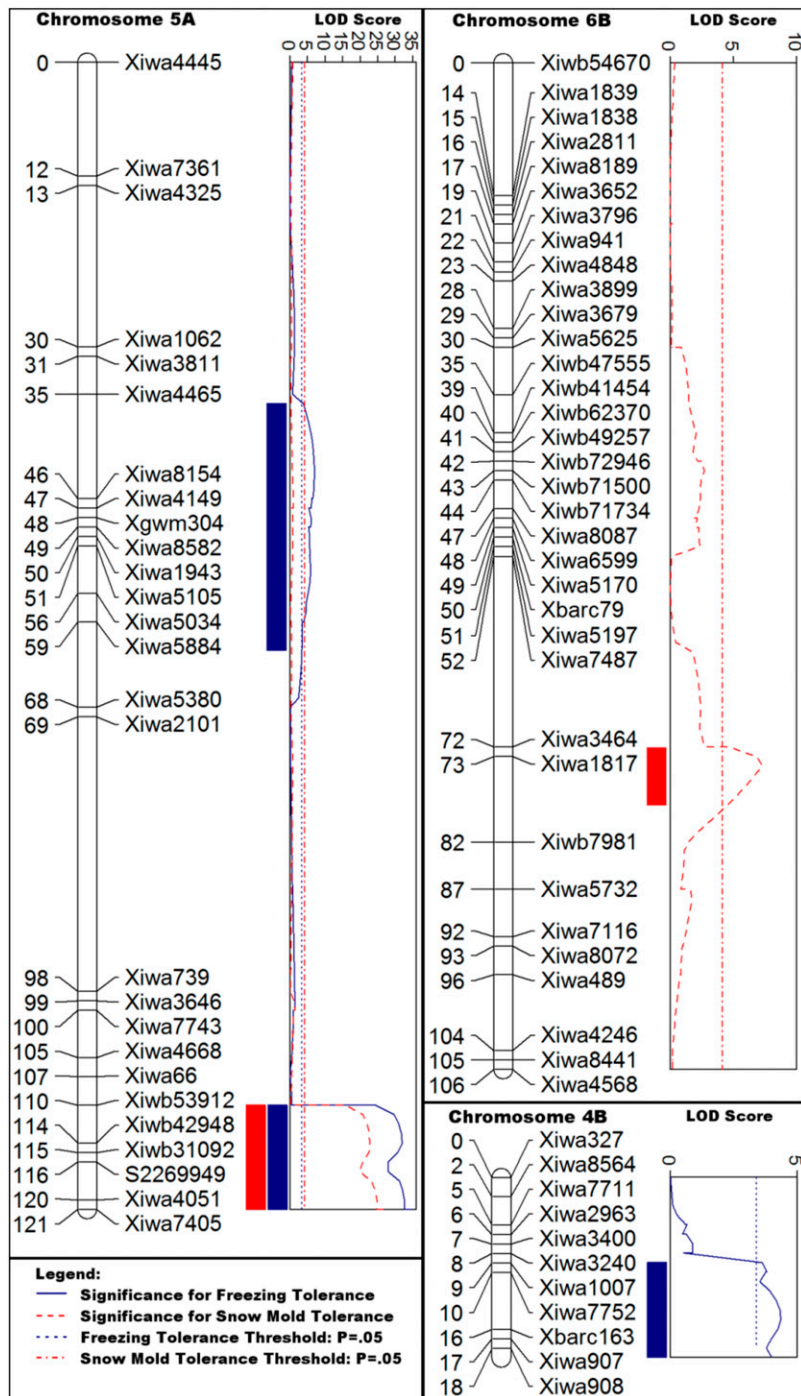 Chromosome 5A
LOD Score
0 5 10 15 20 25 30 35
0 Xiwa4445
12 Xiwa7361
13 Xiwa4325
30 Xiwa1062
31 Xiwa3811
35 Xiwa4465
46 Xiwa8154
47 Xiwa4149
48 Xgwm304
49 Xiwa8582
50 Xiwa1943
51 Xiwa5105
56 Xiwa5034
59 Xiwa5884
68 Xiwa5380
69 Xiwa2101
98 Xiwa739
99 Xiwa3646
100 Xiwa7743
105 Xiwa4668
107 Xiwa66
110 Xiwb53912
114 Xiwb42948
115 Xiwb31092
116 S2269949
120 Xiwa4051
121 Xiwa7405
Legend:
Significance for Freezing Tolerance
Significance for Snow Mold Tolerance
Freezing Tolerance Threshold: P=.05
Snow Mold Tolerance Threshold: P=.05
Chromosome 6B
LOD Score
0 5 10
0 Xiwb54670
14 Xiwa1839
15 Xiwa1838
16 Xiwa2811
17 Xiwa8189
19 Xiwa3652
21 Xiwa3796
22 Xiwa941
23 Xiwa4848
28 Xiwa3899
29 Xiwa3679
30 Xiwa5625
35 Xiwb47555
39 Xiwb41454
40 Xiwb62370
41 Xiwb49257
42 Xiwb72946
43 Xiwb71500
44 Xiwb71734
47 Xiwa8087
48 Xiwa6599
49 Xiwa5170
50 Xbarc79
51 Xiwa5197
52 Xiwa7487
72 Xiwa3464
73 Xiwa1817
82 Xiwb7981
87 Xiwa5732
92 Xiwa7116
93 Xiwa8072
96 Xiwa489
104 Xiwa4246
105 Xiwa8441
106 Xiwa4568
Chromosome 4B
LOD Score
0 5
0 Xiwa327
2 Xiwa8564
5 Xiwa7711
6 Xiwa2963
7 Xiwa3400
8 Xiwa3240
9 Xiwa1007
10 Xiwa7752
16 Xbarc163
17 Xiwa907
18 Xiwa908